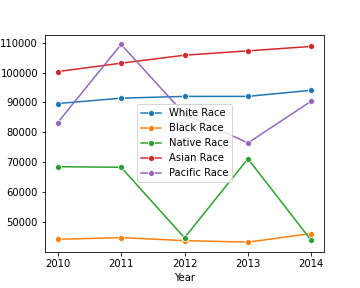 110000
100000
90000
80000
70000
60000
50000
White Race
Black Race
Native Race
Asian Race
Pacific Race
2010 2011 2012 2013 2014
Year